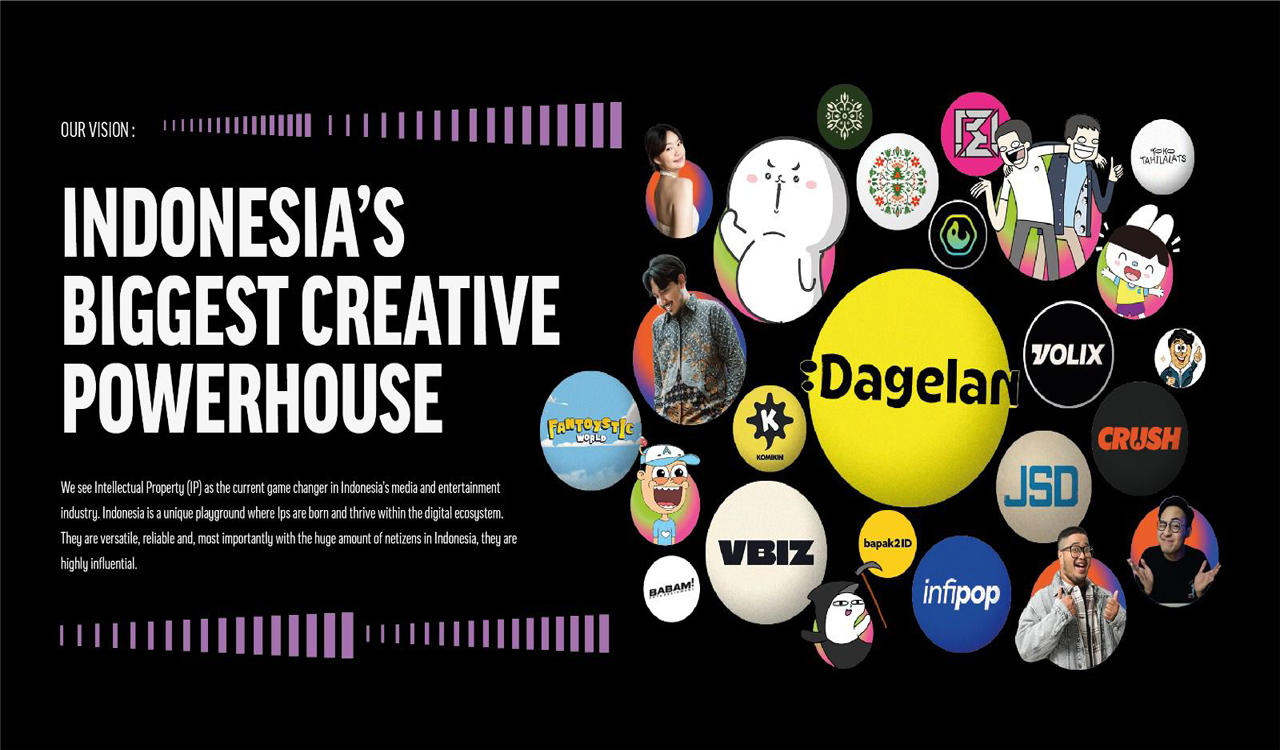 OUR VISION :
INDONESIA'S
BIGGEST CREATIVE
POWERHOUSE
We see Intellectual Property (IP) as the current game changer in Indonesia's media and entertainment
industry. Indonesia is a unique playground where Ips are born and thrive within the digital ecosystem.
They are versatile, reliable and, most importantly with the huge amount of netizens in Indonesia, they are
highly influential.
TOKO
TAHILALATS
:Dagelan
VOLIX
FANTOYSTIC
WORLD
K
KOMIKIN
CRUSH
JSD
VBIZ
bapak2ID
BABAM!
infipop